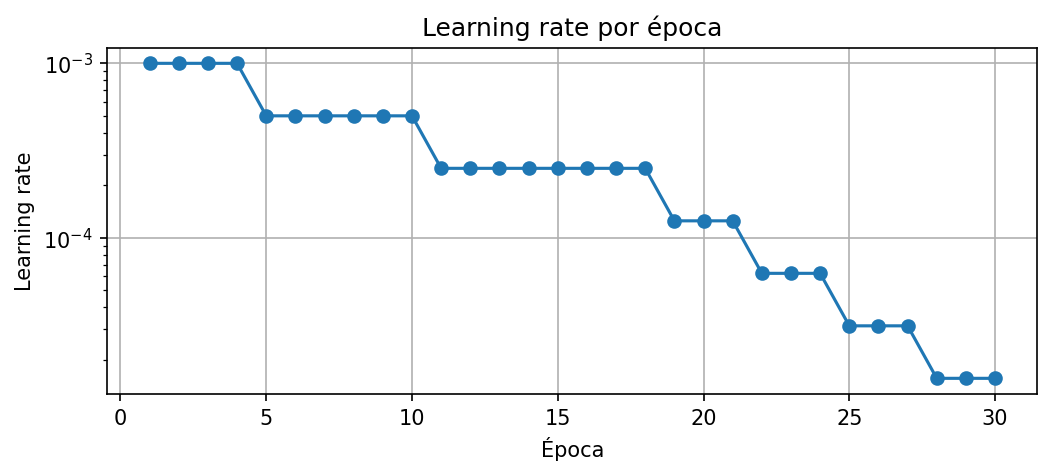 Learning rate por época
Learning rate
10⁻³
10⁻⁴
0 5 10 15 20 25 30
Época